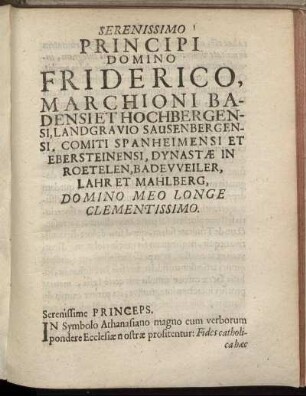 SERENISSIMO
PRINCIPI
DOMINO
FRIDERICO,
MARCHIONI BA-
DENSI ET HOCHBERGEN-
SI, LANDGRAVIO SAUSENBERGEN-
SI, COMITI SPANHEIMENSI ET
EBERSTEINENSI, DYNASTÆ IN
ROETELEN, BADEVVEILER,
LAHR ET MAHLBERG,
DOMINO MEO LONGE
CLEMENTISSIMO.
Serenissime PRINCEPS.
IN Symbolo Athanasiano magno cum verborum
pondere Ecclesiæ nostræ profitentur: Fides catholi-
ca hæc